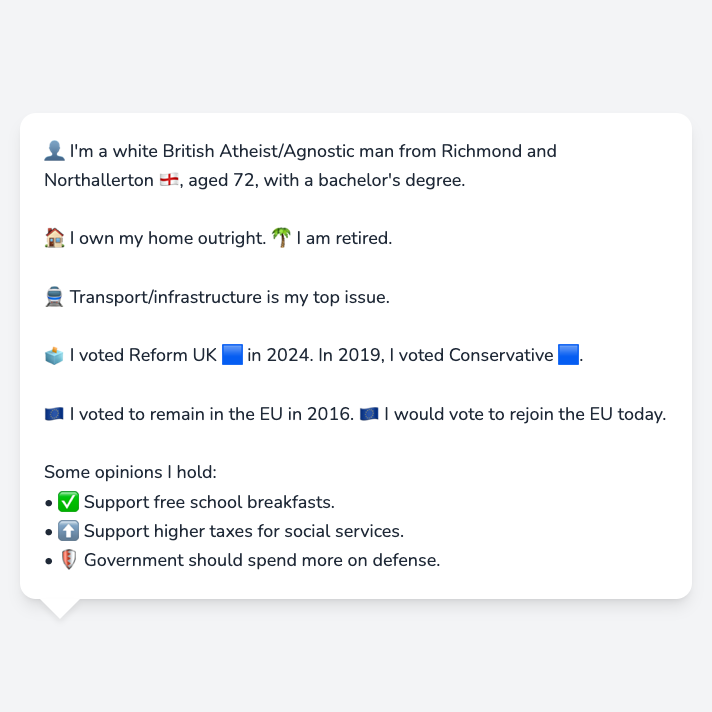 👤 I'm a white British Atheist/Agnostic man from Richmond and
Northallerton 🏴󠁧󠁢󠁥󠁮󠁧󠁿, aged 72, with a bachelor's degree.
🏠 I own my home outright. 🌴 I am retired.
🚆 Transport/infrastructure is my top issue.
🗳️ I voted Reform UK 🟦 in 2024. In 2019, I voted Conservative 🟦.
🇪🇺 I voted to remain in the EU in 2016. 🇪🇺 I would vote to rejoin the EU today.
Some opinions I hold:
• ✅ Support free school breakfasts.
• ⬆️ Support higher taxes for social services.
• 🛡️ Government should spend more on defense.